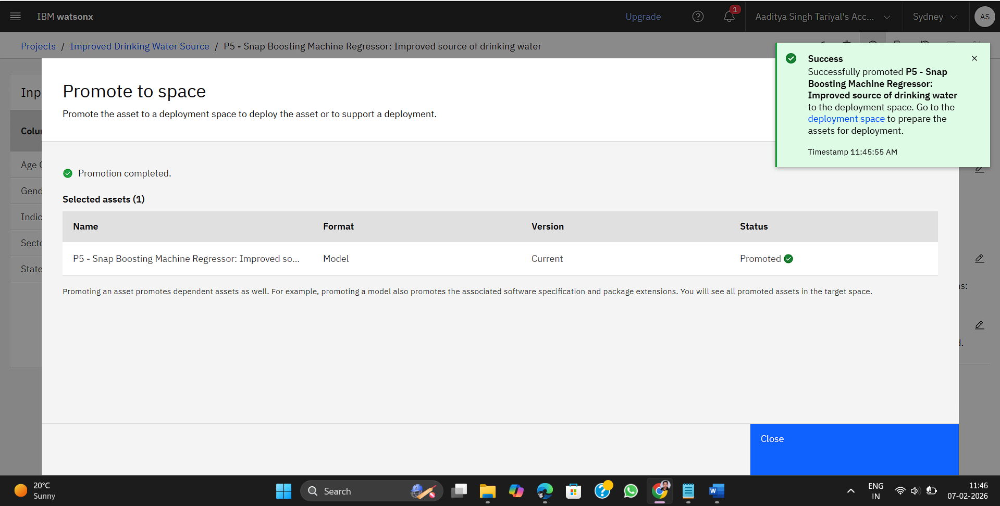 IBM watsonx
Upgrade
1
Aaditya Singh Tariyal's Acc...
Sydney
AS
Projects / Improved Drinking Water Source / P5 - Snap Boosting Machine Regressor: Improved source of drinking water
Success
Successfully promoted P5 - Snap
Boosting Machine Regressor:
Improved source of drinking water
to the deployment space. Go to the
deployment space to prepare the
assets for deployment.
Timestamp 11:45:55 AM
Inp
Colu
Age
Gend
Indic
Secto
State
Promote to space
Promote the asset to a deployment space to deploy the asset or to support a deployment.
Promotion completed.
Selected assets (1)
Name Format Version Status
P5 - Snap Boosting Machine Regressor: Improved so... Model Current Promoted
Promoting an asset promotes dependent assets as well. For example, promoting a model also promotes the associated software specification and package extensions. You will see all promoted assets in the target space.
Close
20°C
Sunny
Search
ENG
IN
11:46
07-02-2026